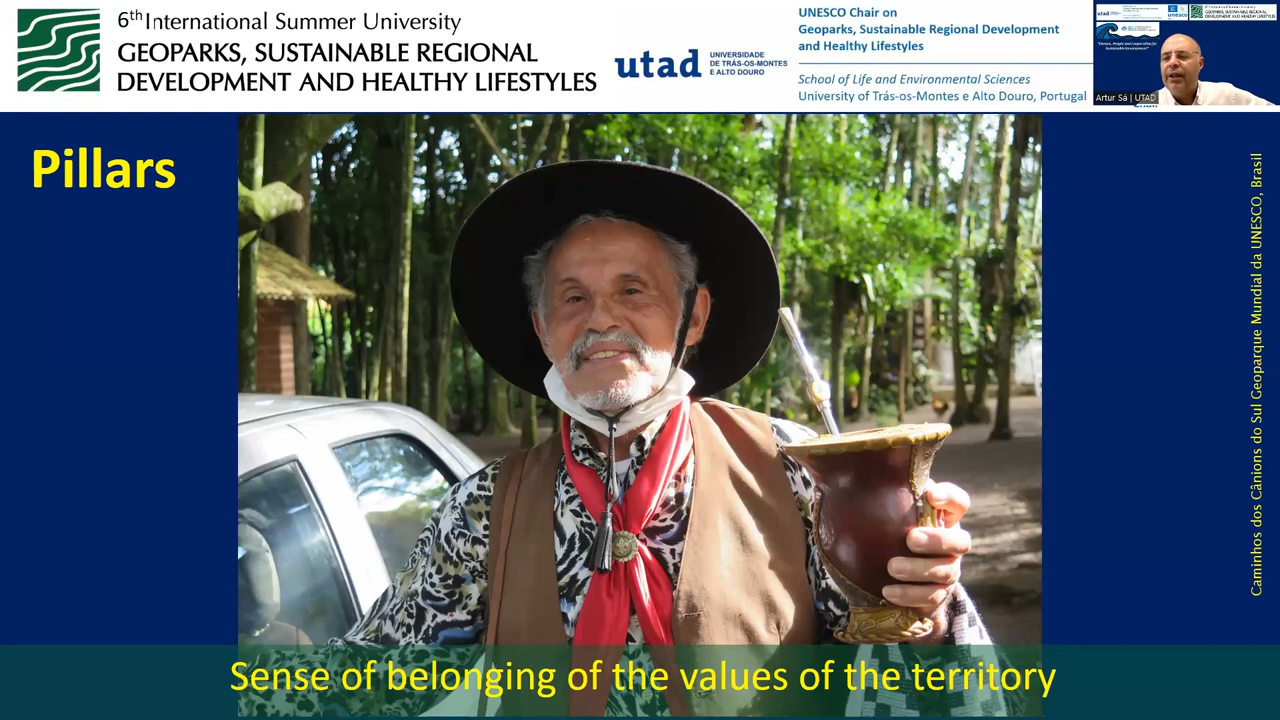 6th International Summer University
GEOPARKS, SUSTAINABLE REGIONAL
DEVELOPMENT AND HEALTHY LIFESTYLES
utad
UNIVERSIDADE
DE TRÁS-OS-MONTES
E ALTO DOURO
UNESCO Chair on
Geoparks, Sustainable Regional Development
and Healthy Lifestyles
School of Life and Environmental Sciences
University of Trás-os-Montes e Alto Douro, Portugal
Artur Sá | UTAD
Pillars
Caminhos dos Cânions do Sul Geoparque Mundial da UNESCO, Brasil
Sense of belonging of the values of the territory